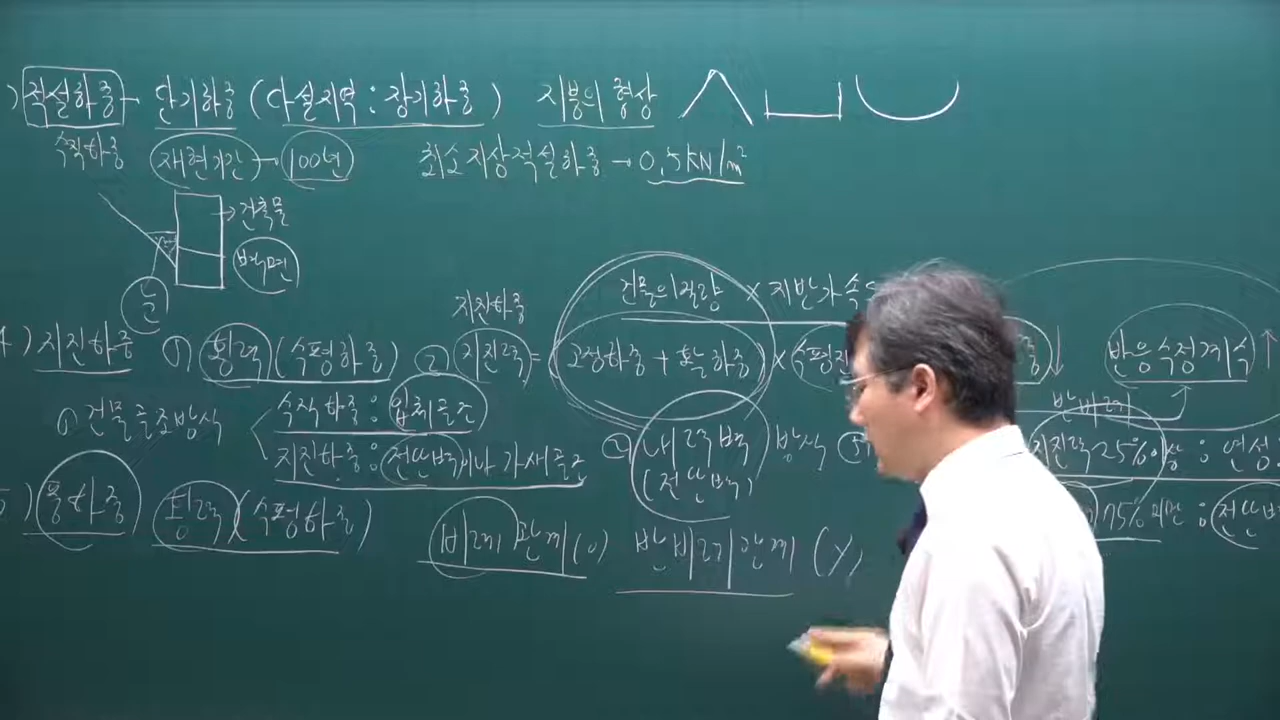 ) 적설하중 - 단기하중 (다설지역 : 장기하중) 지붕의 형상
수직하중 재현기간 → 100년 최소 지상적설하중 → 0.5kN/m²
→ 건축물
벽면
눈
4) 지진하중 ① 횡력 (수평하중) ② 지진하중 지진력 = 건물의 중량 × 지반가속
고정하중 + 활하중 × 수평 반응수정계수 ↑
반비례
① 건물 골조방식 < 수직하중 : 입체골조
지진하중 : 전단벽이나 가새골조
② 내력벽 방식
(전단벽)
지진력 25% 이상 : 연성
75% 미만 : 전단벽
5) 풍하중 횡력 (수평하중) 비례관계 (○) 반비례관계 (Y)